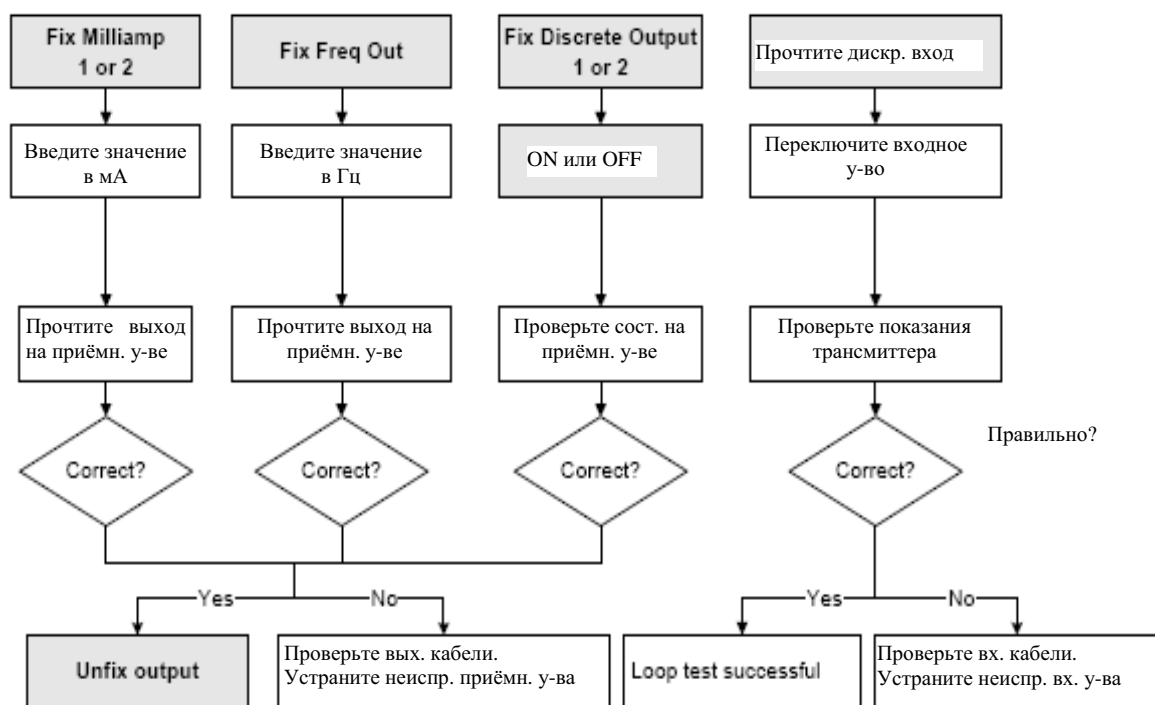 Fix Milliamp
1 or 2
Fix Freq Out
Fix Discrete Output
1 or 2
Прочтите дискр. вход
Введите значение
в мА
Введите значение
в Гц
ON или OFF
Переключите входное
у-во
Прочтите выход
на приёмн. у-ве
Прочтите выход на
приёмн. у-ве
Проверьте сост. на
приёмн. у-ве
Проверьте показания
трансмиттера
Correct?
Correct?
Correct?
Correct?
Правильно?
Yes
No
Yes
No
Unfix output
Проверьте вых. кабели.
Устраните неиспр. приёмн. у-ва
Loop test successful
Проверьте вх. кабели.
Устраните неиспр. вх. у-ва